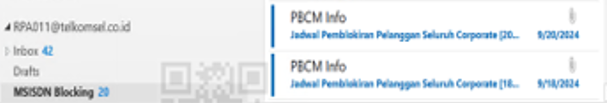 RPA011@telkomsel.co.id
Inbox 42
Drafts
MSISDN Blocking 20
PBCM Info
Jadwal Pemblokiran Pelanggan Seluruh Corporate [20... 9/20/2024
PBCM Info
Jadwal Pemblokiran Pelanggan Seluruh Corporate [18... 9/18/2024